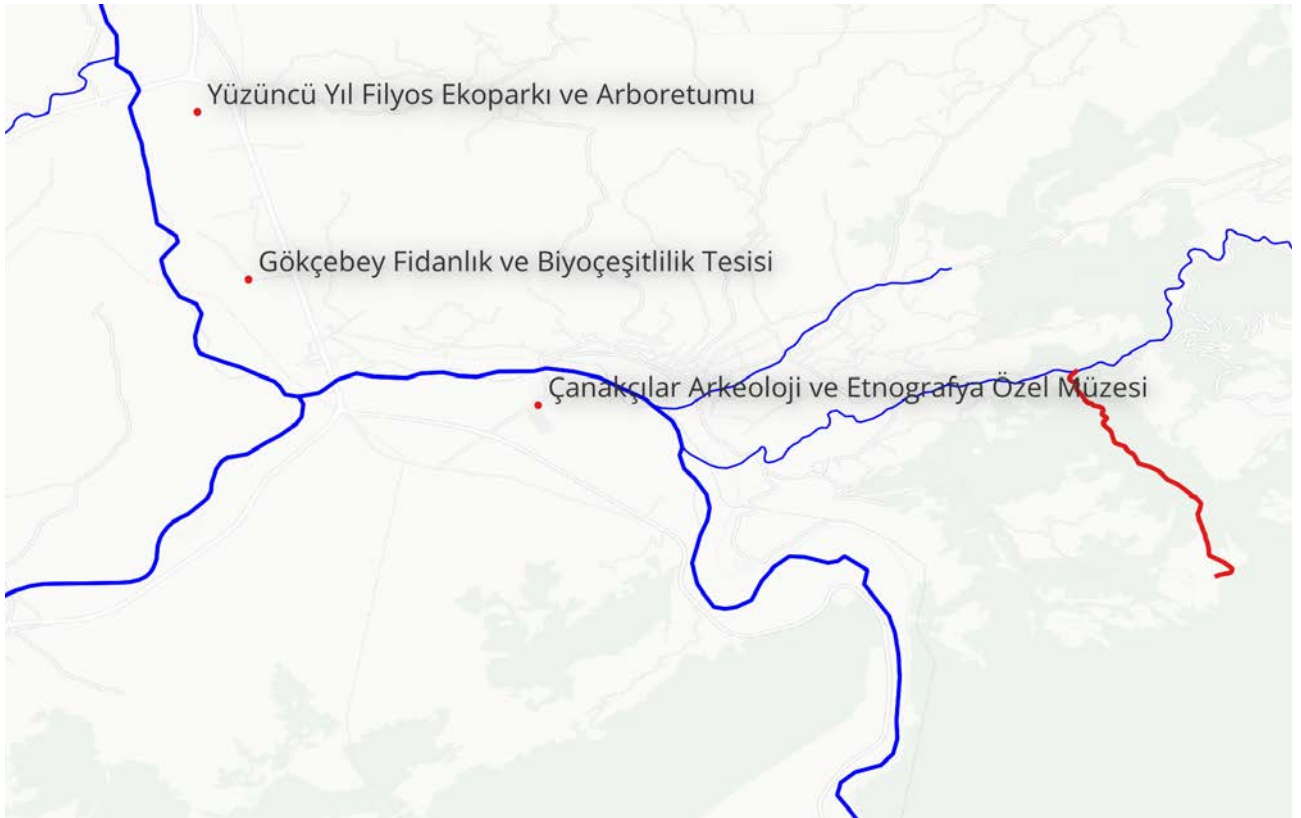 Yüzüncü Yıl Filyos Ekoparkı ve Arboretumu
Gökçebey Fidanlık ve Biyoçeşitlilik Tesisi
Çanakçılar Arkeoloji ve Etnografya Özel Müzesi